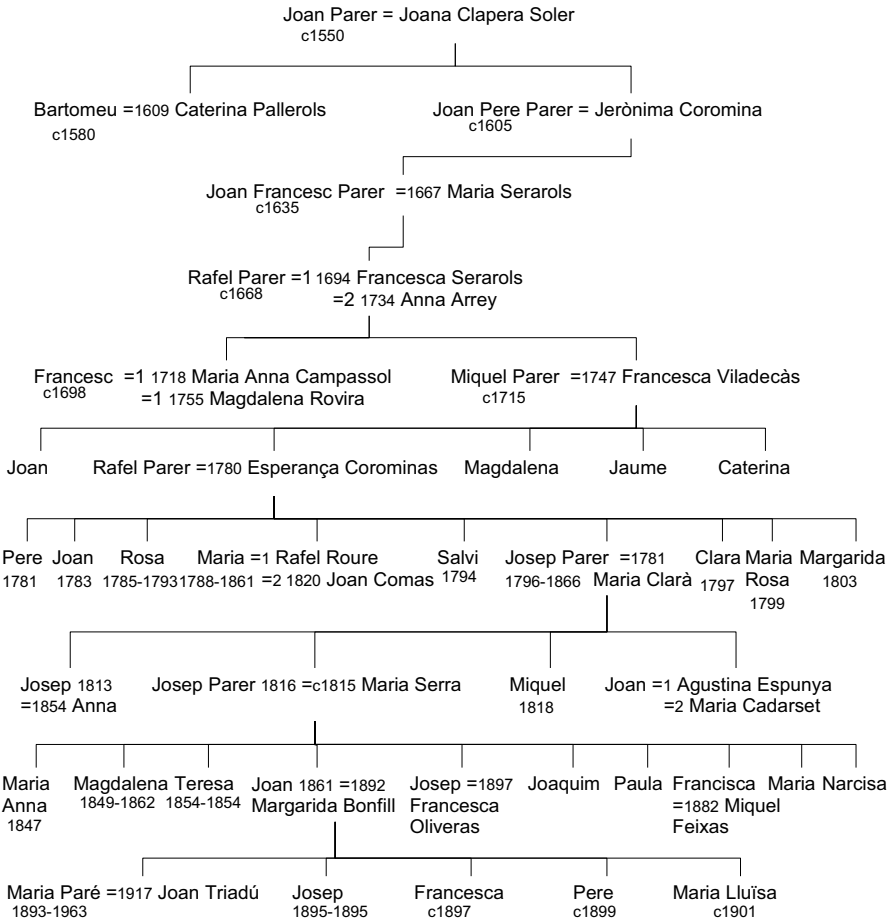 Joan Parer = Joana Clapera Soler
c1550
Bartomeu =1609 Caterina Pallerols
c1580
Joan Pere Parer = Jerònima Coromina
c1605
Joan Francesc Parer =1667 Maria Serarols
c1635
Rafel Parer =1 1694 Francesca Serarols
c1668
=2 1734 Anna Arrey
Francesc =1 1718 Maria Anna Campassol
c1698
=1 1755 Magdalena Rovira
Miquel Parer =1747 Francesca Viladecàs
c1715
Joan
Rafel Parer =1780 Esperança Corominas
Magdalena
Jaume
Caterina
Pere
1781
Joan
1783
Rosa
1785-1793
Maria =1 Rafel Roure
1788-1861 =2 1820 Joan Comas
Salvi
1794
Josep Parer =1781
1796-1866 Maria Clarà
Clara
1797
Maria
Rosa
1799
Margarida
1803
Josep 1813
=1854 Anna
Josep Parer 1816 =c1815 Maria Serra
Miquel
1818
Joan =1 Agustina Espunya
=2 Maria Cadarset
Maria
Anna
1847
Magdalena
1849-1862
Teresa
1854-1854
Joan 1861 =1892
Margarida Bonfill
Josep =1897
Francesca
Oliveras
Joaquim
Paula
Francisca
=1882 Miquel
Feixas
Maria
Narcisa
Maria Paré =1917 Joan Triadú
1893-1963
Josep
1895-1895
Francesca
c1897
Pere
c1899
Maria Lluïsa
c1901